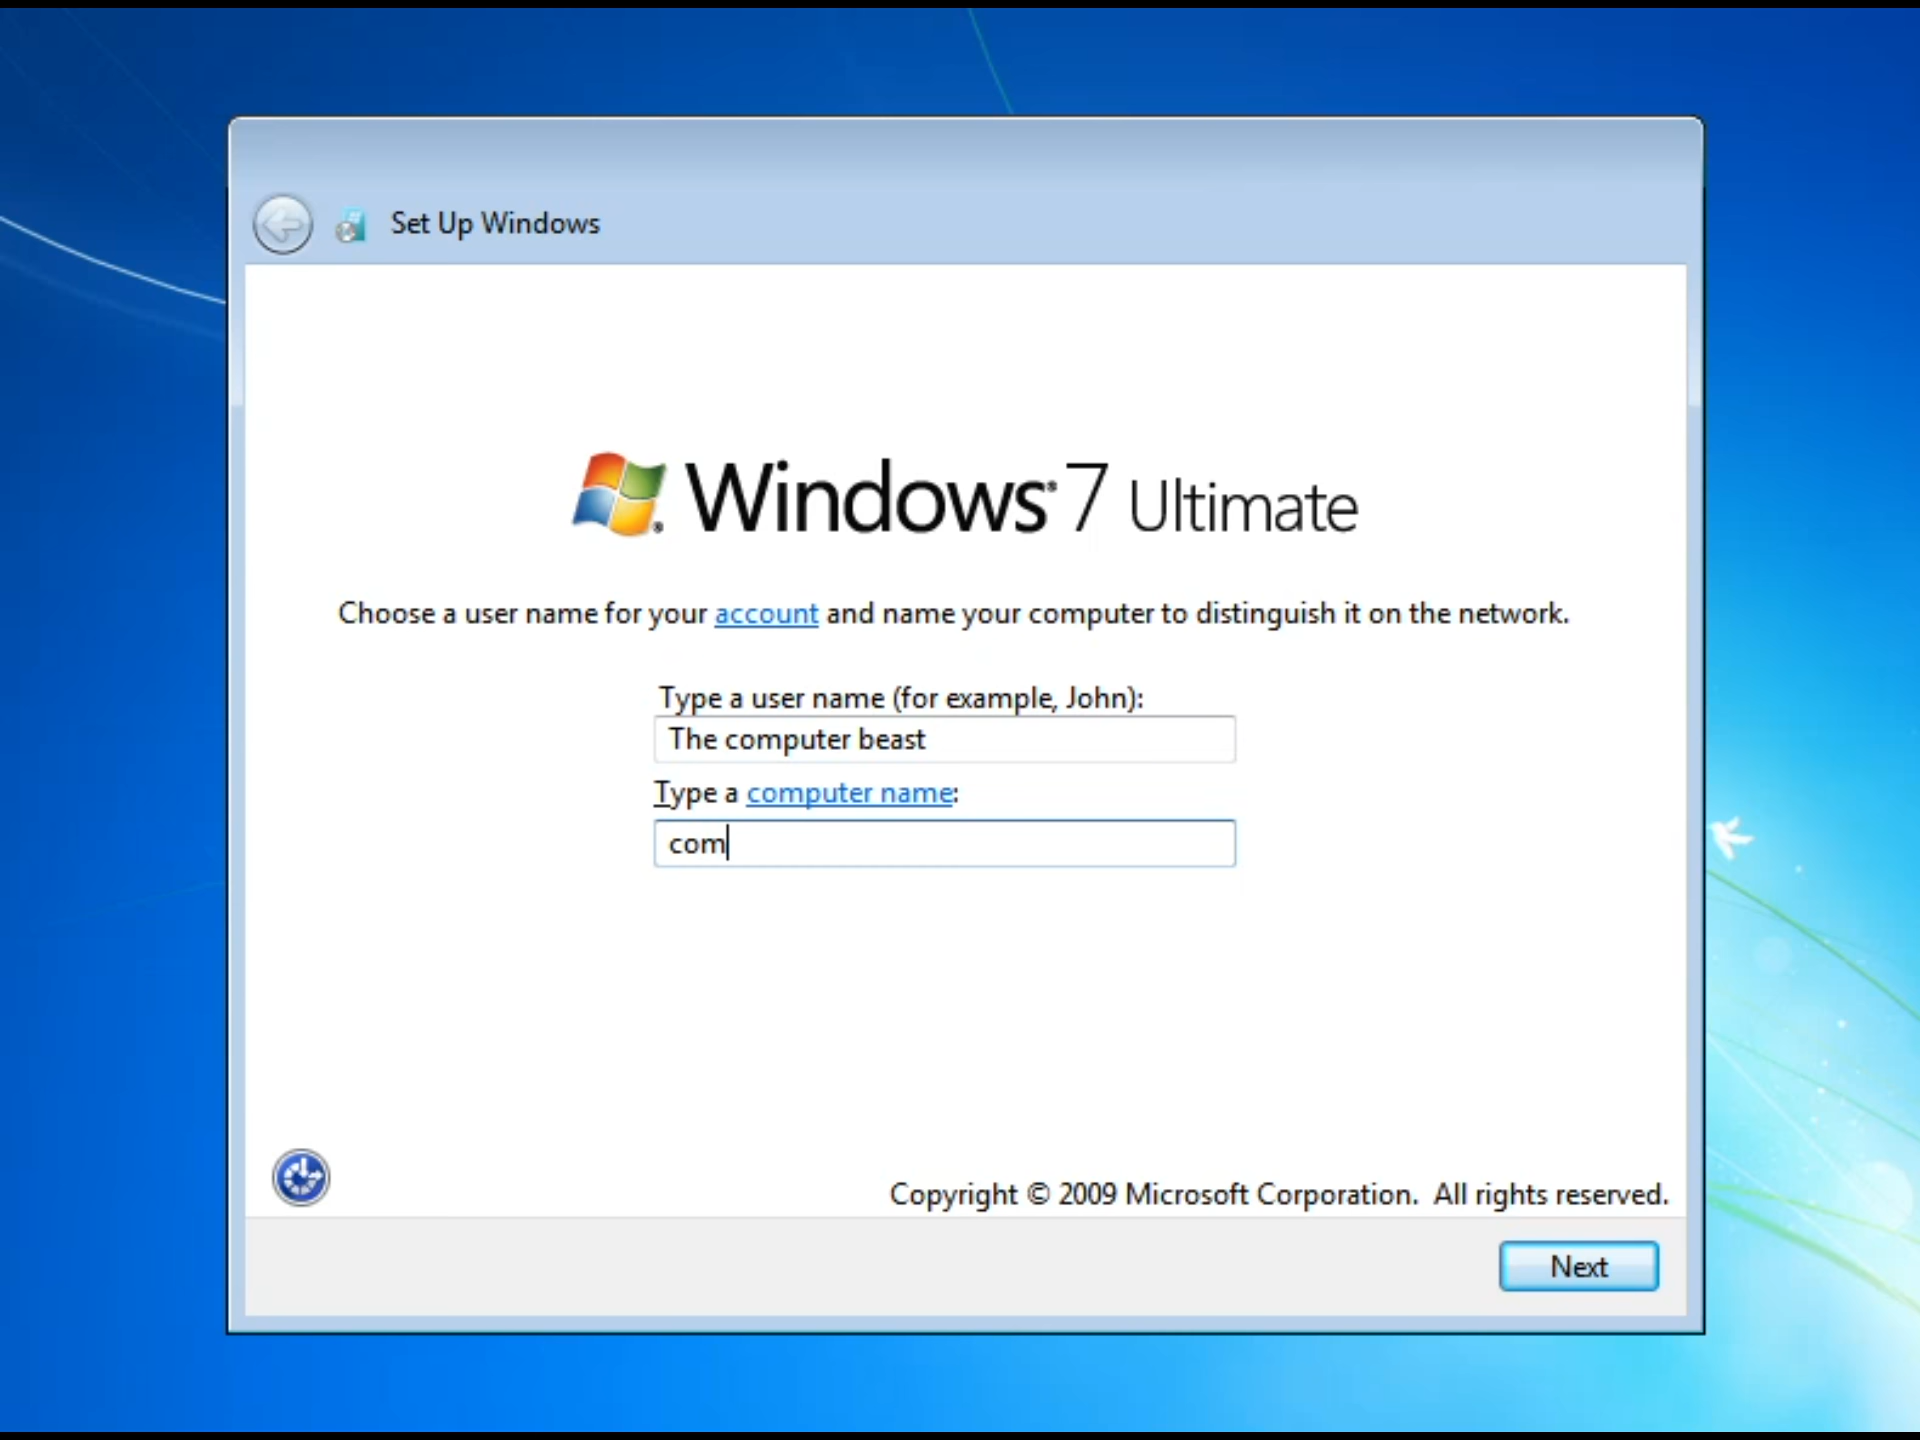 Set Up Windows
Windows® 7 Ultimate
Choose a user name for your account and name your computer to distinguish it on the network.
Type a user name (for example, John):
The computer beast
Type a computer name:
com
Copyright © 2009 Microsoft Corporation.  All rights reserved.
Next